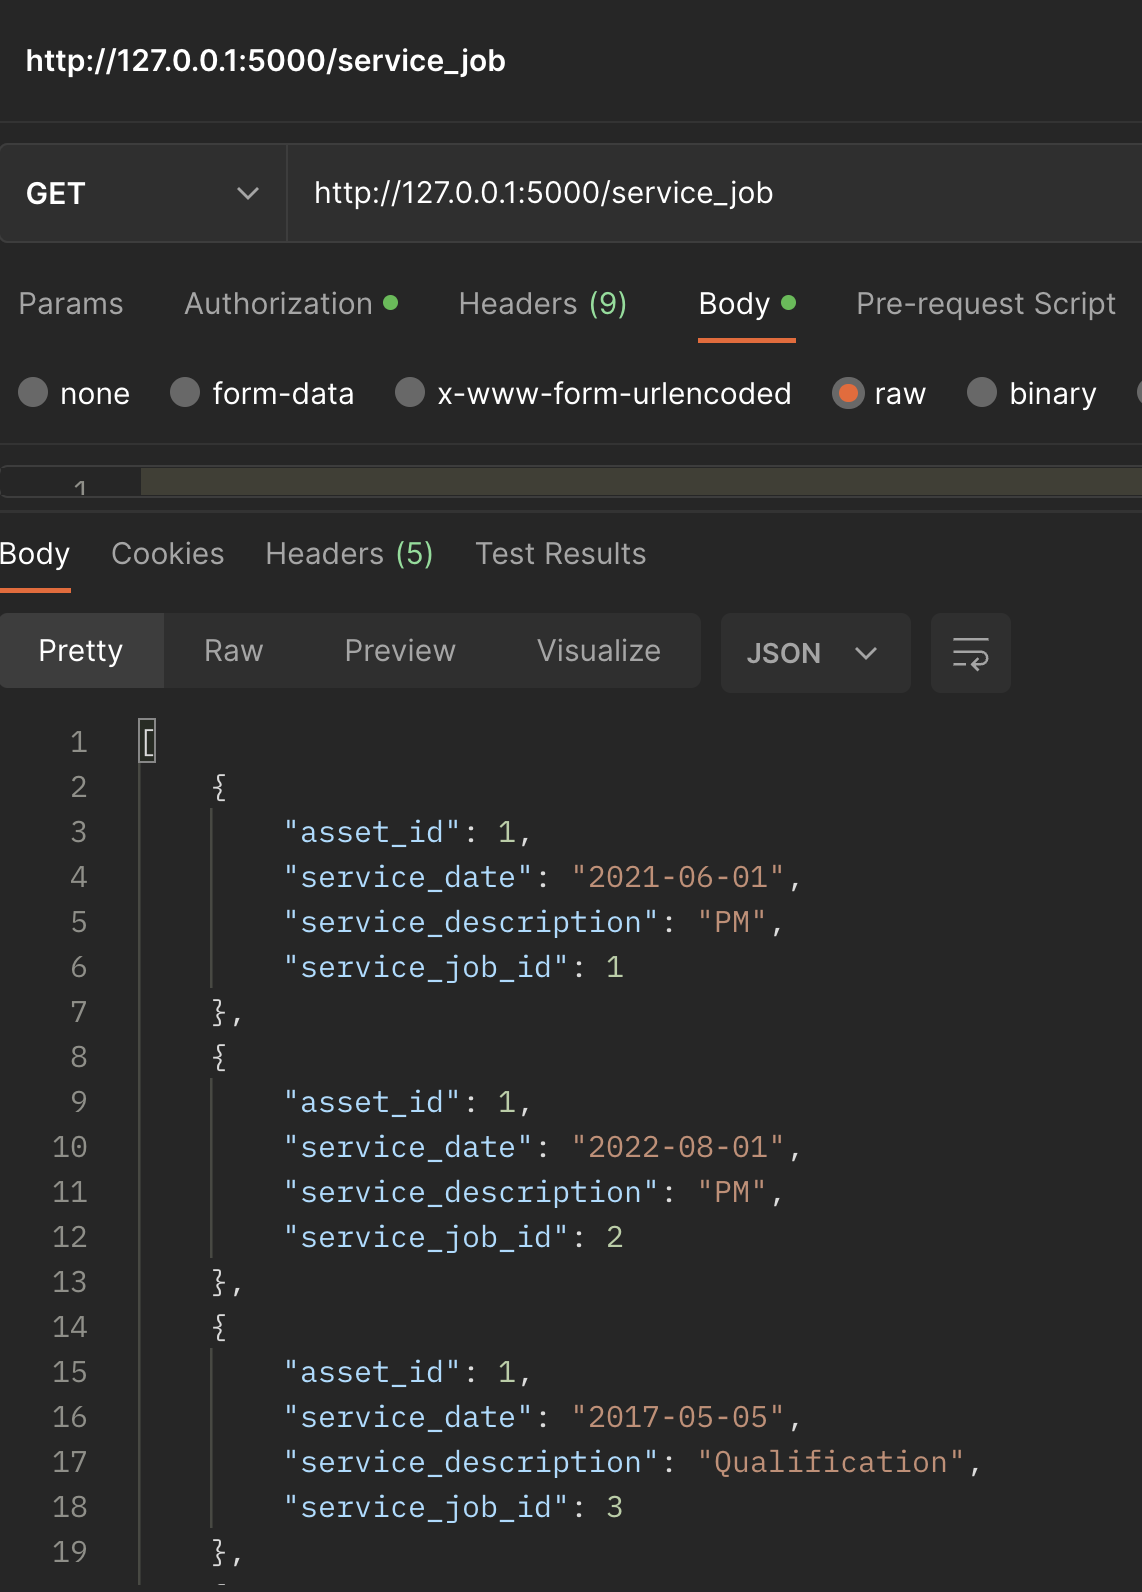 http://127.0.0.1:5000/service_job
GET http://127.0.0.1:5000/service_job
Params Authorization Headers (9) Body Pre-request Script
none form-data x-www-form-urlencoded raw binary
1
Body Cookies Headers (5) Test Results
Pretty Raw Preview Visualize JSON
1 [
2 {
3 "asset_id": 1,
4 "service_date": "2021-06-01",
5 "service_description": "PM",
6 "service_job_id": 1
7 },
8 {
9 "asset_id": 1,
10 "service_date": "2022-08-01",
11 "service_description": "PM",
12 "service_job_id": 2
13 },
14 {
15 "asset_id": 1,
16 "service_date": "2017-05-05",
17 "service_description": "Qualification",
18 "service_job_id": 3
19 },